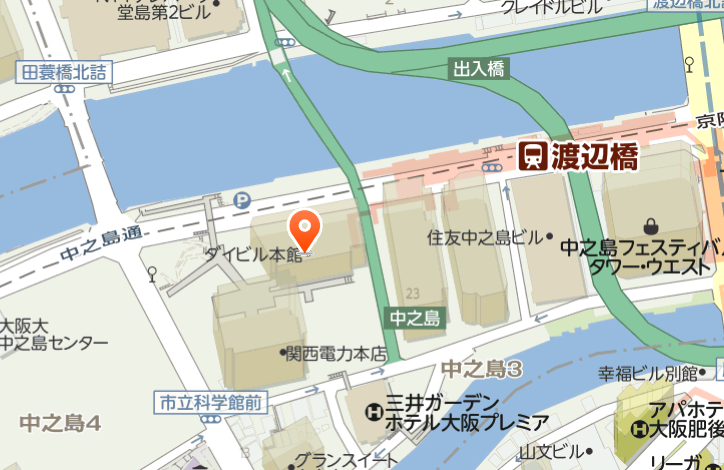 堂島第2ビル
クレイドルビル
渡辺橋北詰
田蓑橋北詰
出入橋
渡辺橋
P
中之島通
ダイビル本館
住友中之島ビル
中之島フェスティバル
タワー・ウエスト
23
中之島
大阪大
中之島センター
関西電力本店
中之島3
幸福ビル別館
市立科学館前
中之島4
三井ガーデン
ホテル大阪プレミア
アパホテ
大阪肥後
3
山文ビル
グランスイート
リーガ